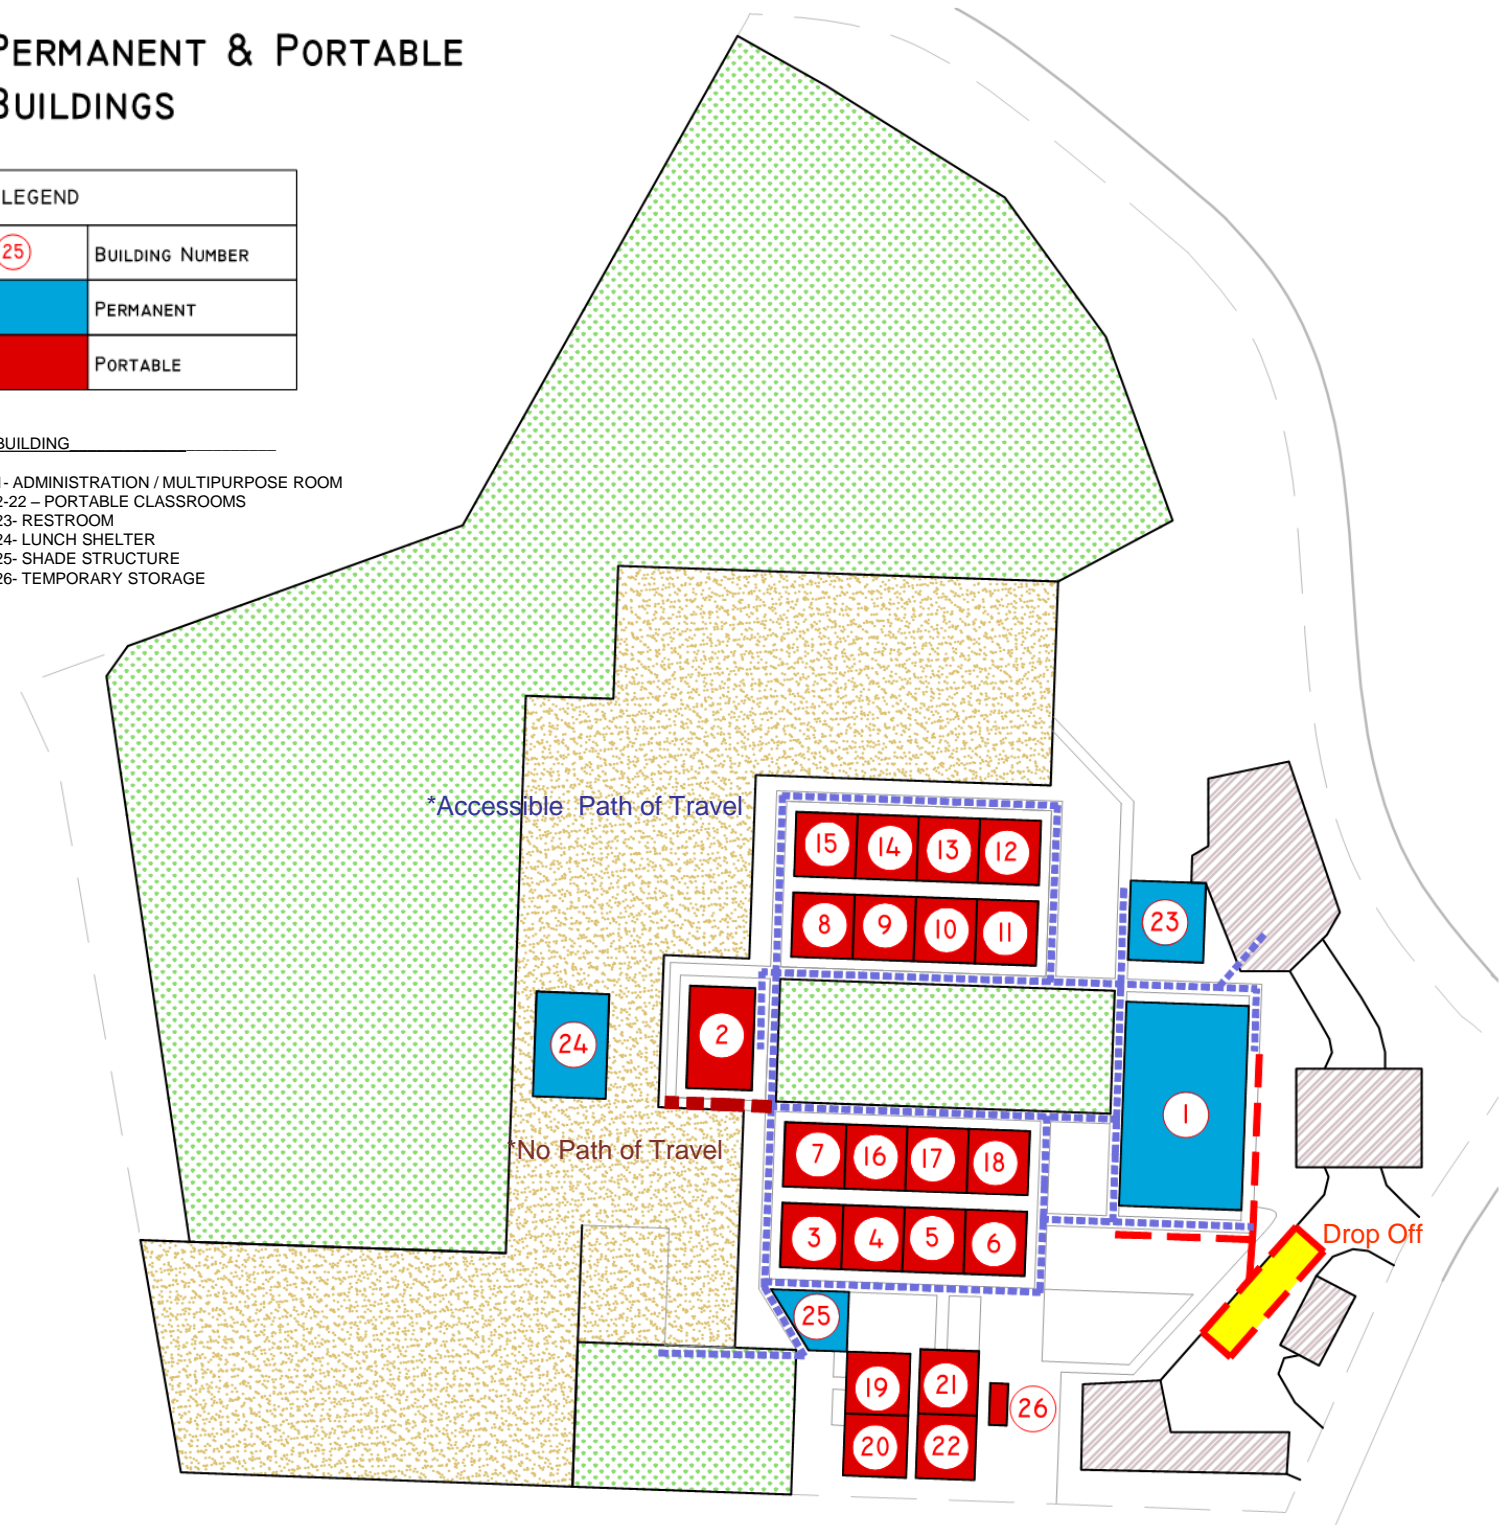 PERMANENT & PORTABLE
BUILDINGS
LEGEND
25 BUILDING NUMBER
PERMANENT
PORTABLE
BUILDING
1- ADMINISTRATION / MULTIPURPOSE ROOM
2-22 – PORTABLE CLASSROOMS
23- RESTROOM
24- LUNCH SHELTER
25- SHADE STRUCTURE
26- TEMPORARY STORAGE
*Accessible Path of Travel
15 14 13 12
8 9 10 11
23
24
2
1
*No Path of Travel
7 16 17 18
3 4 5 6
Drop Off
25
19 21
26
20 22